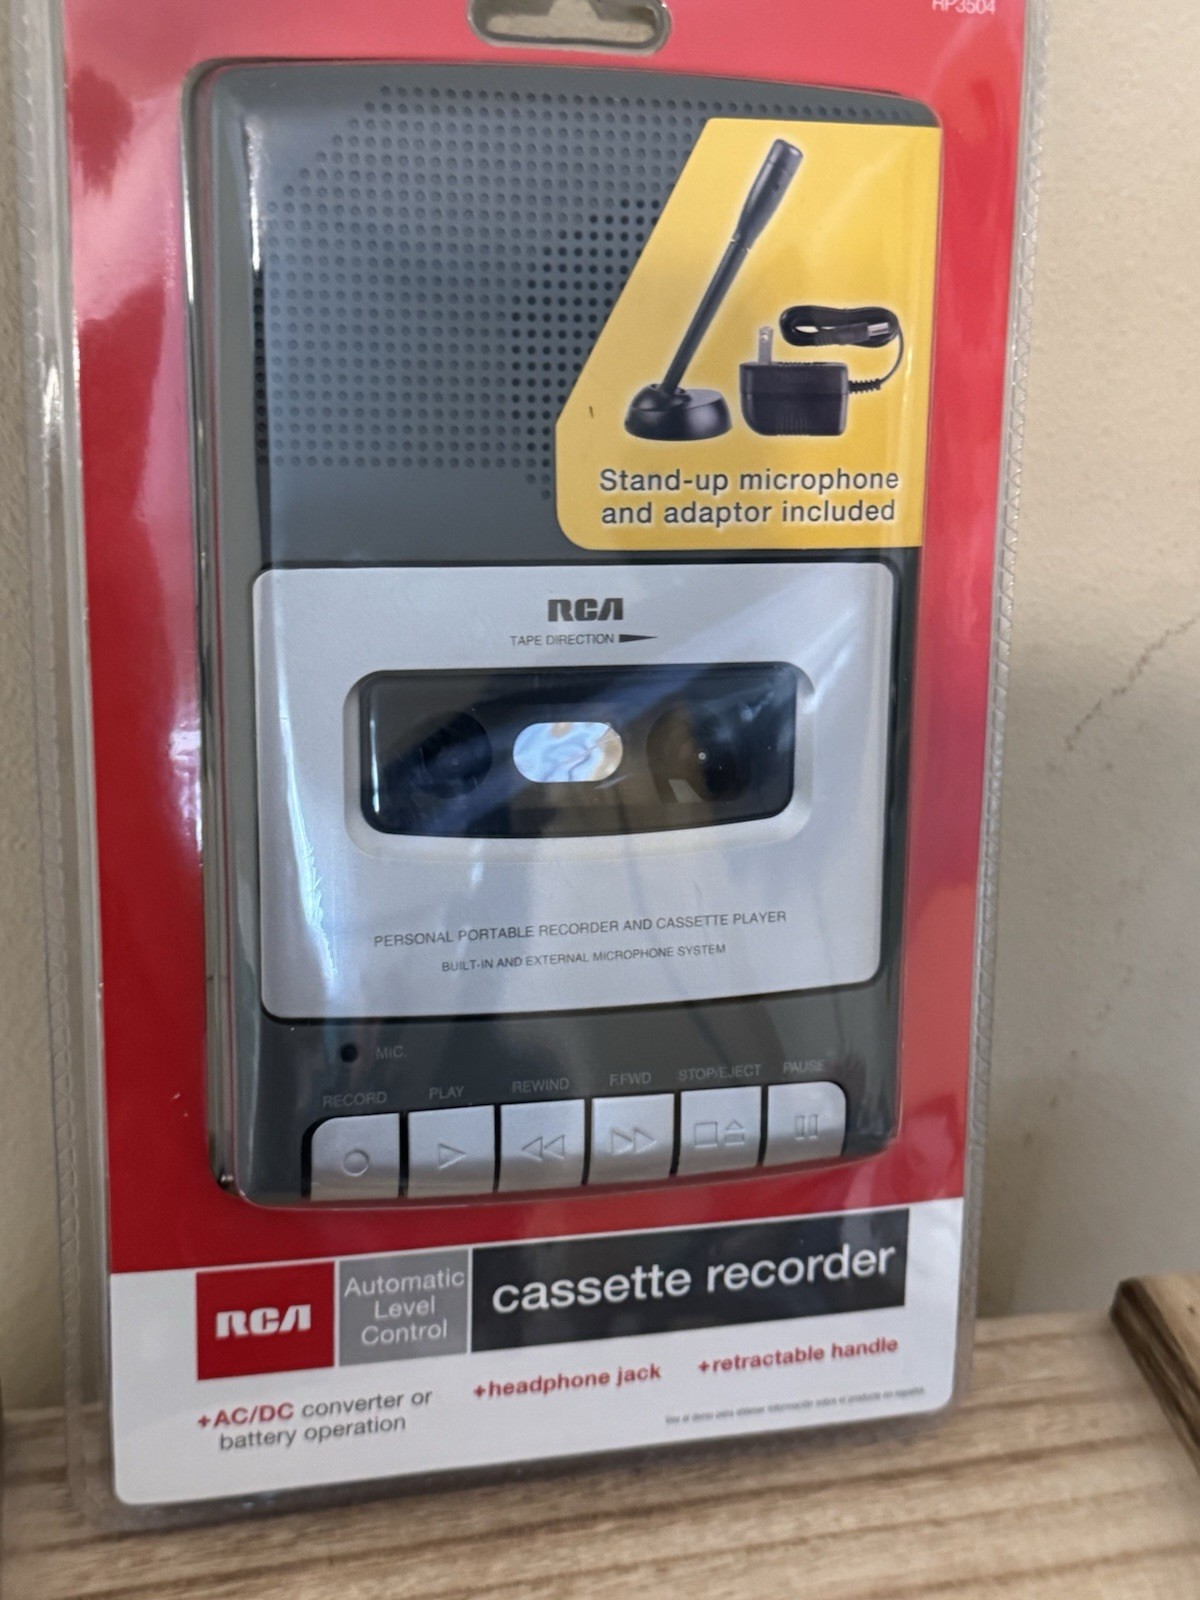 RP3504
Stand-up microphone
and adaptor included
RCA
TAPE DIRECTION
PERSONAL PORTABLE RECORDER AND CASSETTE PLAYER
BUILT-IN AND EXTERNAL MICROPHONE SYSTEM
MIC.
RECORD PLAY REWIND F.FWD STOP/EJECT PAUSE
RCA
Automatic
Level
Control
cassette recorder
+AC/DC converter or
battery operation
+headphone jack
+retractable handle